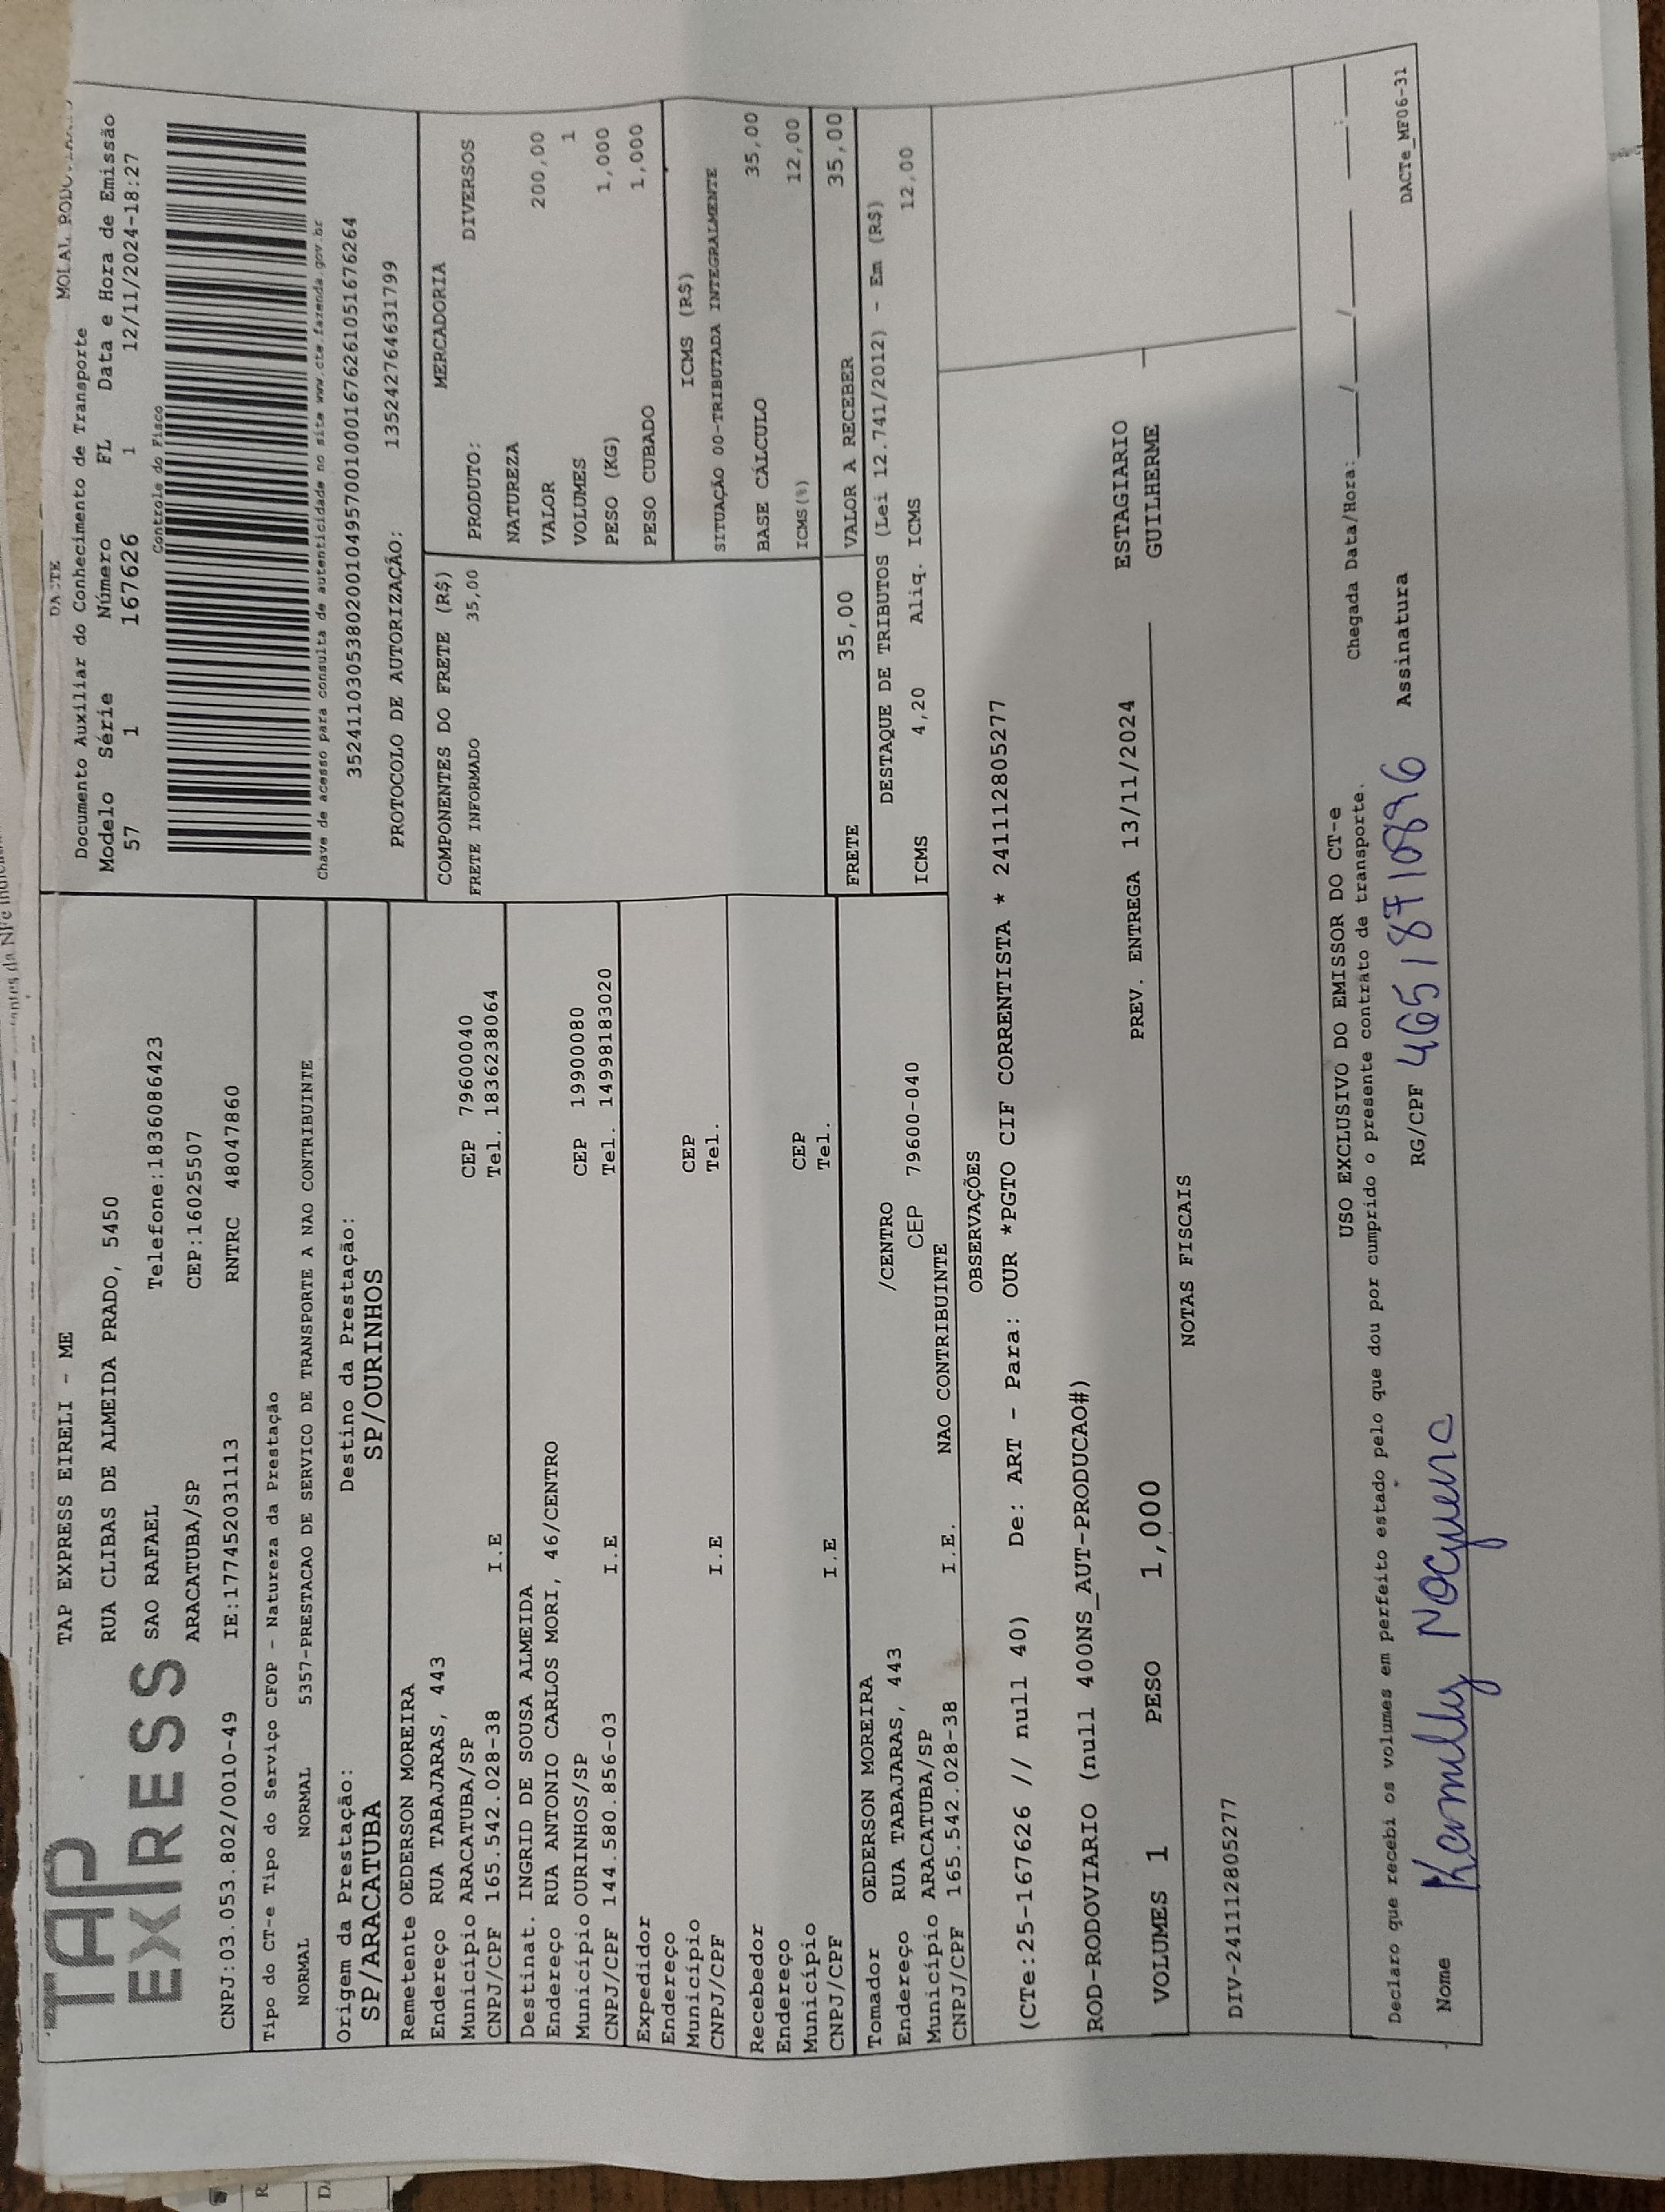 TAP
EXPRESS
TAP EXPRESS EIRELI - ME
RUA CLIBAS DE ALMEIDA PRADO, 5450
SAO RAFAEL Telefone:1836086423
ARACATUBA/SP CEP:16025507
CNPJ:03.053.802/0010-49 IE:177452031113 RNTRC 48047860
DACTE
Documento Auxiliar do Conhecimento de Transporte
Modelo Série Número FL Data e Hora de Emissão
57 1 167626 1 12/11/2024-18:27
Controle do Fisco
Chave de acesso para consulta de autenticidade no site www.cte.fazenda.gov.br
35241103053802001049570010001676261051676264
PROTOCOLO DE AUTORIZAÇÃO: 135242764631799
Tipo do CT-e Tipo do Serviço CFOP - Natureza da Prestação
NORMAL NORMAL 5357-PRESTACAO DE SERVICO DE TRANSPORTE A NAO CONTRIBUINTE
Origem da Prestação: Destino da Prestação:
SP/ARACATUBA SP/OURINHOS
Remetente OEDERSON MOREIRA
Endereço RUA TABAJARAS, 443
Município ARACATUBA/SP CEP 79600040
CNPJ/CPF 165.542.028-38 I.E Tel. 1836238064
Destinat. INGRID DE SOUSA ALMEIDA
Endereço RUA ANTONIO CARLOS MORI, 46/CENTRO
Município OURINHOS/SP CEP 19900080
CNPJ/CPF 144.580.856-03 I.E Tel. 14998183020
Expedidor
Endereço
Município CEP
CNPJ/CPF I.E Tel.
Recebedor
Endereço
Município CEP
CNPJ/CPF I.E Tel.
Tomador OEDERSON MOREIRA
Endereço RUA TABAJARAS, 443 /CENTRO
Município ARACATUBA/SP CEP 79600-040
CNPJ/CPF 165.542.028-38 I.E. NAO CONTRIBUINTE
COMPONENTES DO FRETE (R$)
FRETE INFORMADO 35,00
MERCADORIA
PRODUTO: DIVERSOS
NATUREZA
VALOR 200,00
VOLUMES 1
PESO (KG) 1,000
PESO CUBADO 1,000
ICMS (R$)
SITUAÇÃO 00-TRIBUTADA INTEGRALMENTE
BASE CÁLCULO 35,00
ICMS(%) 12,00
FRETE 35,00 VALOR A RECEBER 35,00
DESTAQUE DE TRIBUTOS (Lei 12.741/2012) - Em (R$)
ICMS 4,20 Aliq. ICMS 12,00
OBSERVAÇÕES
(CTe:25-167626 // null 40) De: ART - Para: OUR *PGTO CIF CORRENTISTA * 241112805277
ROD-RODOVIARIO (null 400NS_AUT-PRODUCAO#)
VOLUMES 1 PESO 1,000 PREV. ENTREGA 13/11/2024
ESTAGIARIO
GUILHERME
NOTAS FISCAIS
DIV-241112805277
USO EXCLUSIVO DO EMISSOR DO CT-e
Declaro que recebi os volumes em perfeito estado pelo que dou por cumprido o presente contrato de transporte. Chegada Data/Hora:___/___/___ __:__
Nome Kamilly Nogueira RG/CPF 46518710896 Assinatura
DACTe_MF06-31